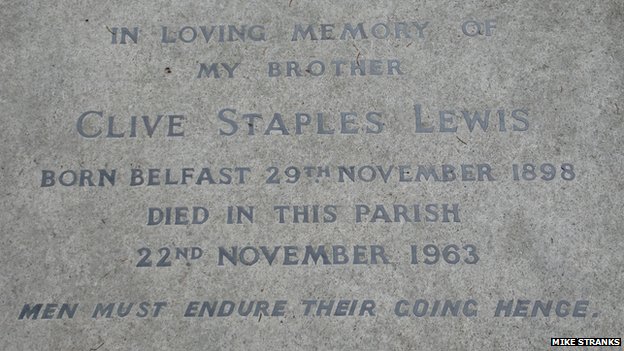 IN LOVING MEMORY OF
MY BROTHER
CLIVE STAPLES LEWIS
BORN BELFAST 29TH NOVEMBER 1898
DIED IN THIS PARISH
22ND NOVEMBER 1963
MEN MUST ENDURE THEIR GOING HENCE.
MIKE STRANKS